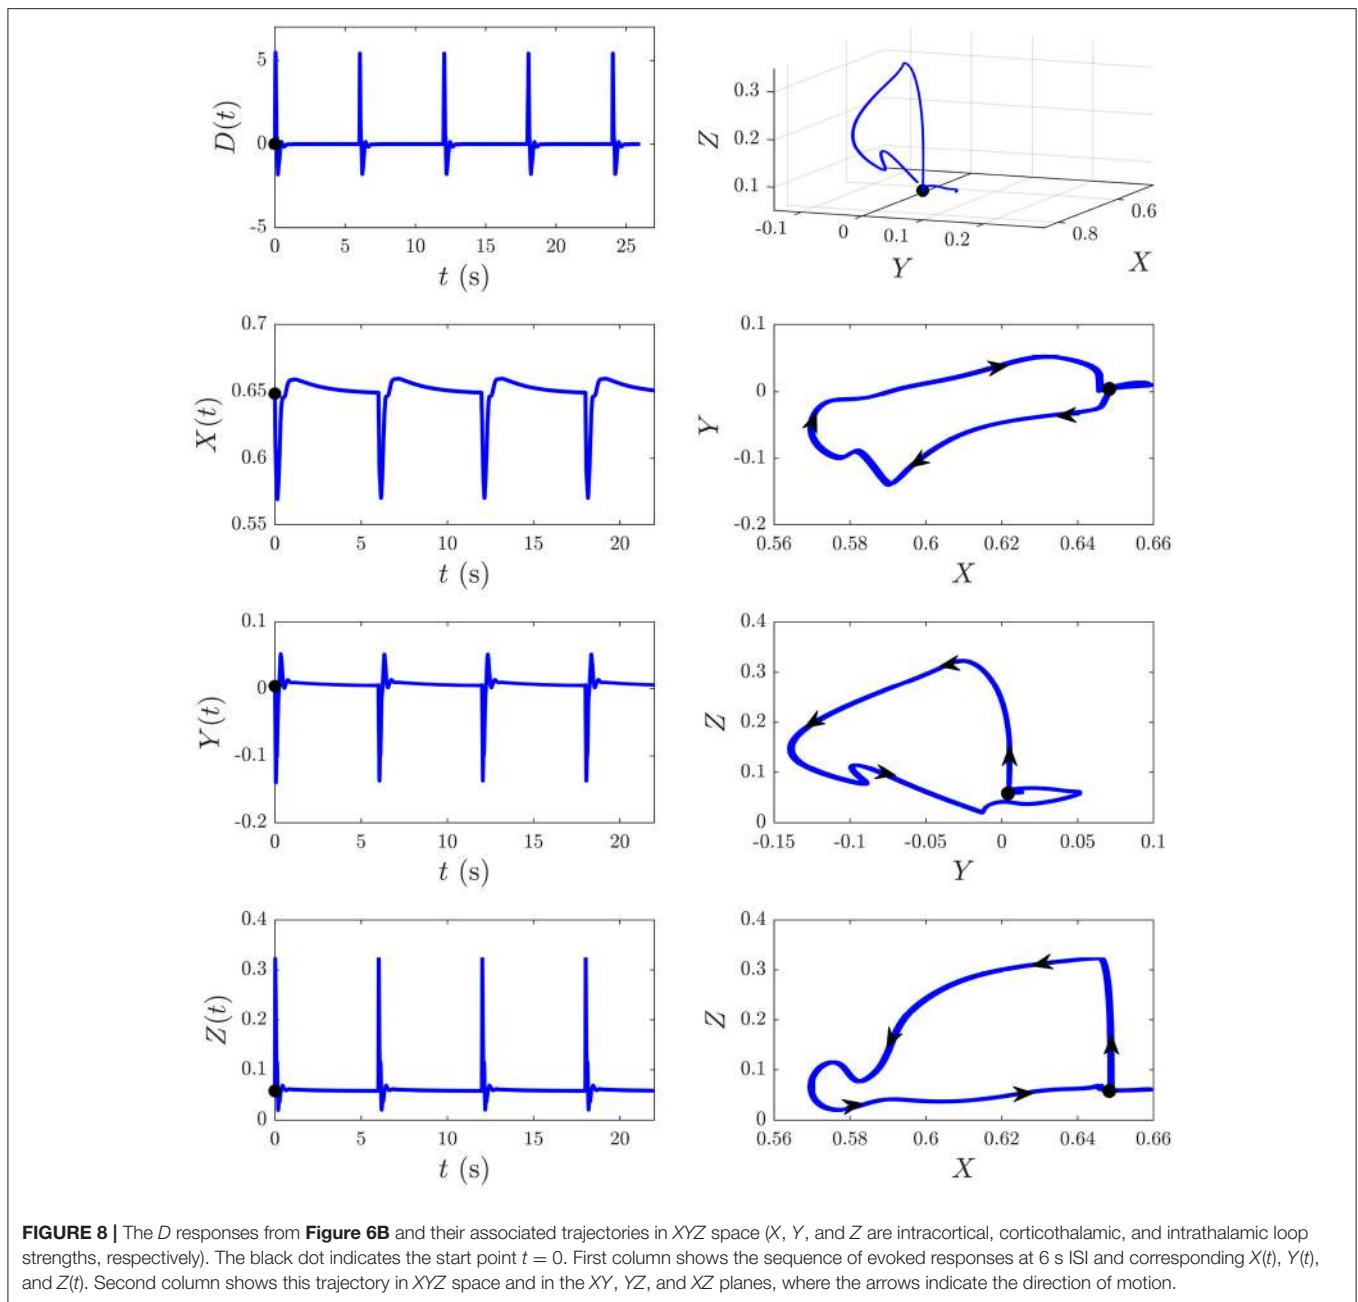 D(t)
5
0
-5
0 5 10 15 20 25
t (s)
Z
0.3
0.2
0.1
-0.1 0 0.1 0.2
Y
0.8 0.6
X
X(t)
0.7
0.65
0.6
0.55
0 5 10 15 20
t (s)
Y
0.1
0
-0.1
-0.2
0.56 0.58 0.6 0.62 0.64 0.66
X
Y(t)
0.1
0
-0.1
-0.2
0 5 10 15 20
t (s)
Z
0.4
0.3
0.2
0.1
0
-0.15 -0.1 -0.05 0 0.05 0.1
Y
Z(t)
0.4
0.3
0.2
0.1
0
0 5 10 15 20
t (s)
Z
0.4
0.3
0.2
0.1
0
0.56 0.58 0.6 0.62 0.64 0.66
X
FIGURE 8 | The D responses from Figure 6B and their associated trajectories in XYZ space (X, Y, and Z are intracortical, corticothalamic, and intrathalamic loop
strengths, respectively). The black dot indicates the start point t = 0. First column shows the sequence of evoked responses at 6 s ISI and corresponding X(t), Y(t),
and Z(t). Second column shows this trajectory in XYZ space and in the XY, YZ, and XZ planes, where the arrows indicate the direction of motion.